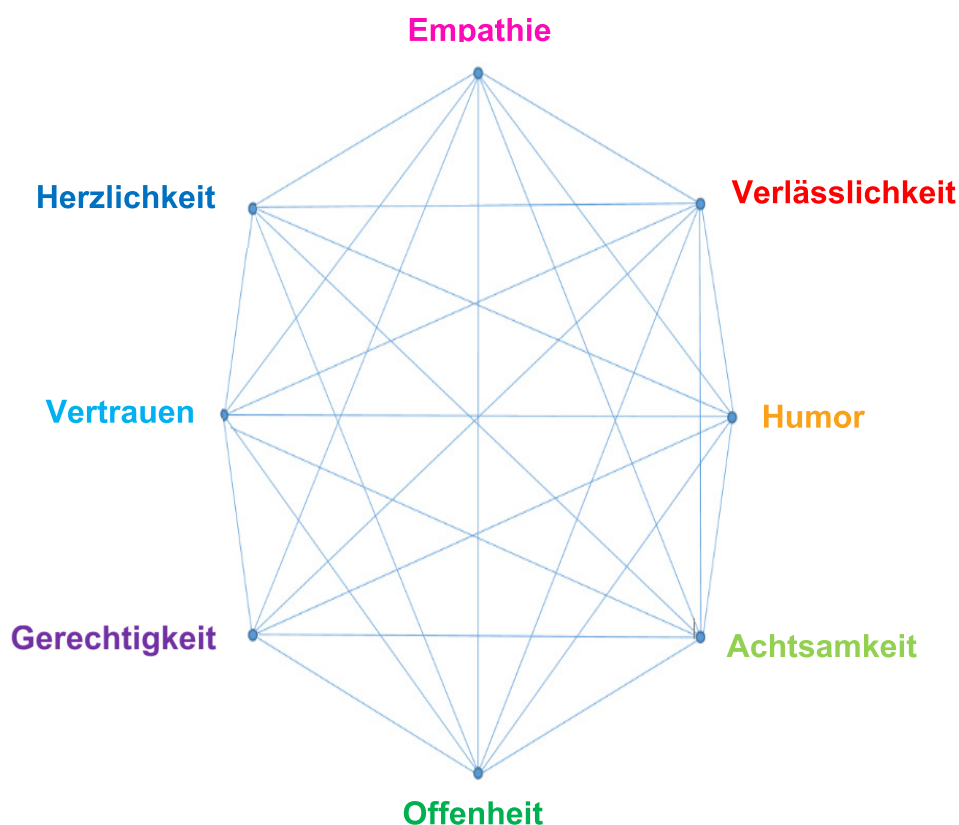 Empathie
Herzlichkeit
Verlässlichkeit
Vertrauen
Humor
Gerechtigkeit
Achtsamkeit
Offenheit